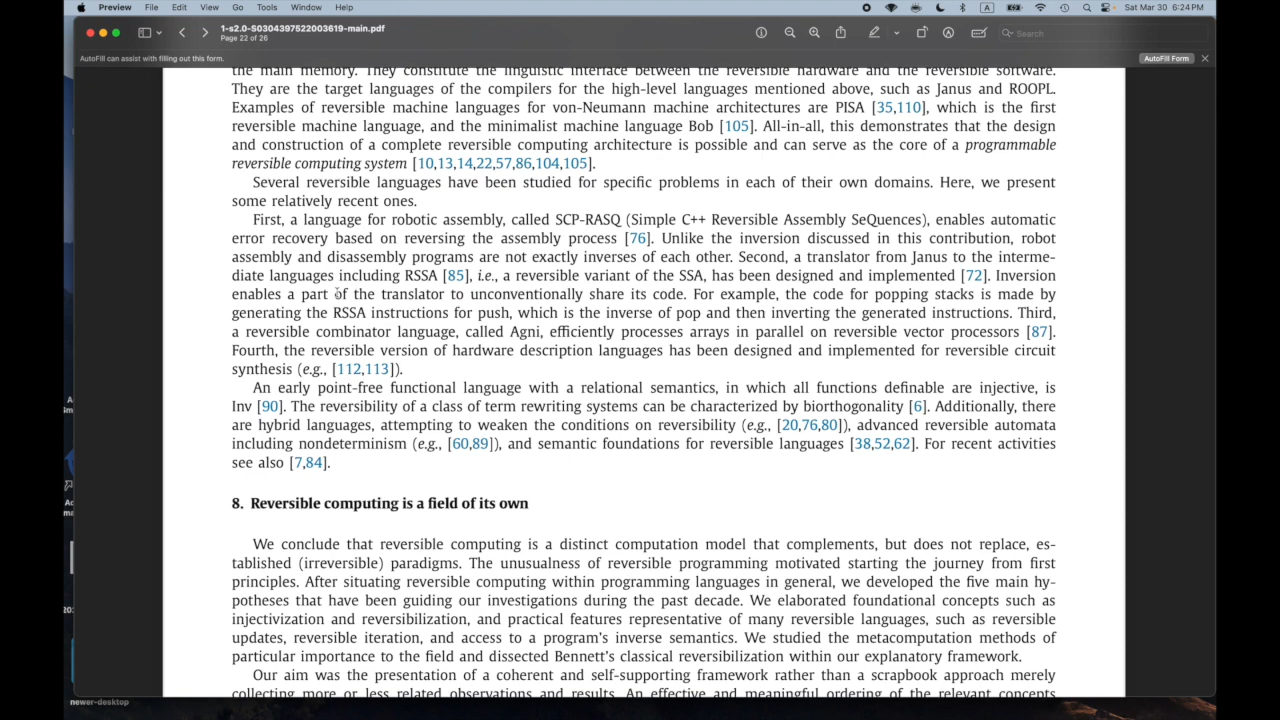 Preview File Edit View Go Tools Window Help
A
Sat Mar 30 6:24 PM
1-s2.0-S0304397522003619-main.pdf
Page 22 of 26
Search
AutoFill can assist with filling out this form.
AutoFill Form
the main memory. They constitute the linguistic interface between the reversible hardware and the reversible software.
They are the target languages of the compilers for the high-level languages mentioned above, such as Janus and ROOPL.
Examples of reversible machine languages for von-Neumann machine architectures are PISA [35,110], which is the first
reversible machine language, and the minimalist machine language Bob [105]. All-in-all, this demonstrates that the design
and construction of a complete reversible computing architecture is possible and can serve as the core of a programmable
reversible computing system [10,13,14,22,57,86,104,105].
Several reversible languages have been studied for specific problems in each of their own domains. Here, we present
some relatively recent ones.
First, a language for robotic assembly, called SCP-RASQ (Simple C++ Reversible Assembly SeQuences), enables automatic
error recovery based on reversing the assembly process [76]. Unlike the inversion discussed in this contribution, robot
assembly and disassembly programs are not exactly inverses of each other. Second, a translator from Janus to the interme-
diate languages including RSSA [85], i.e., a reversible variant of the SSA, has been designed and implemented [72]. Inversion
enables a part of the translator to unconventionally share its code. For example, the code for popping stacks is made by
generating the RSSA instructions for push, which is the inverse of pop and then inverting the generated instructions. Third,
a reversible combinator language, called Agni, efficiently processes arrays in parallel on reversible vector processors [87].
Fourth, the reversible version of hardware description languages has been designed and implemented for reversible circuit
synthesis (e.g., [112,113]).
An early point-free functional language with a relational semantics, in which all functions definable are injective, is
Inv [90]. The reversibility of a class of term rewriting systems can be characterized by biorthogonality [6]. Additionally, there
are hybrid languages, attempting to weaken the conditions on reversibility (e.g., [20,76,80]), advanced reversible automata
including nondeterminism (e.g., [60,89]), and semantic foundations for reversible languages [38,52,62]. For recent activities
see also [7,84].
8. Reversible computing is a field of its own
We conclude that reversible computing is a distinct computation model that complements, but does not replace, es-
tablished (irreversible) paradigms. The unusualness of reversible programming motivated starting the journey from first
principles. After situating reversible computing within programming languages in general, we developed the five main hy-
potheses that have been guiding our investigations during the past decade. We elaborated foundational concepts such as
injectivization and reversibilization, and practical features representative of many reversible languages, such as reversible
updates, reversible iteration, and access to a program's inverse semantics. We studied the metacomputation methods of
particular importance to the field and dissected Bennett's classical reversibilization within our explanatory framework.
Our aim was the presentation of a coherent and self-supporting framework rather than a scrapbook approach merely
collecting more or less related observations and results. An effective and meaningful ordering of the relevant concepts
newer-desktop